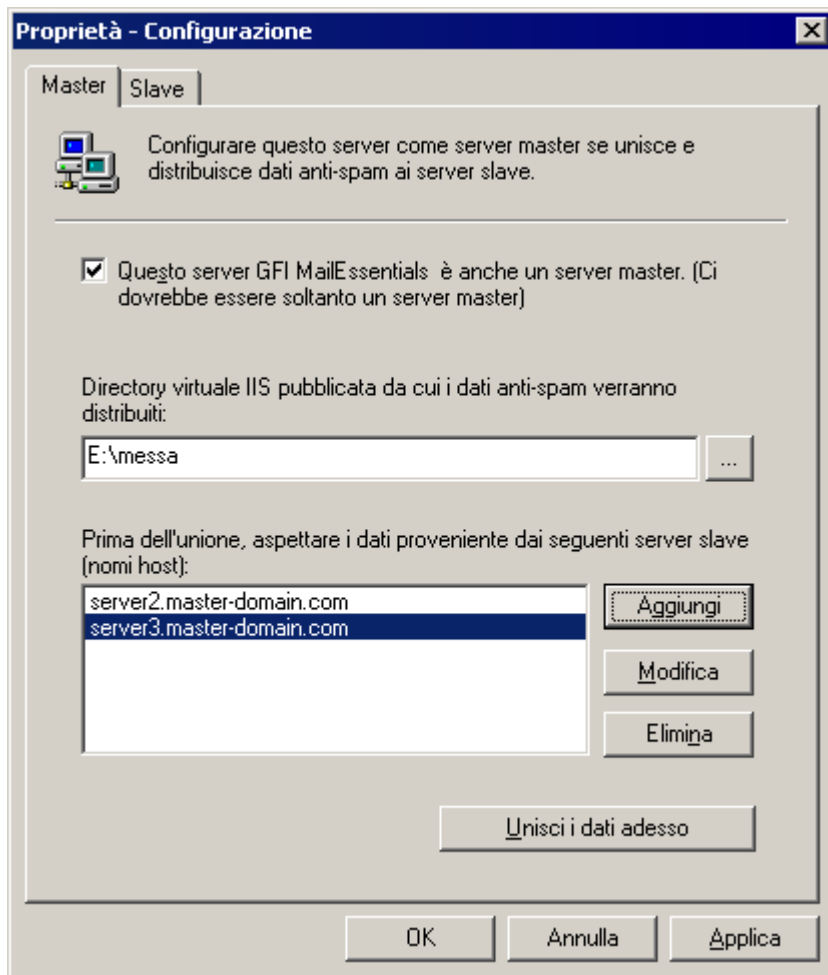 Proprietà - Configurazione
Master
Slave
Configurare questo server come server master se unisce e
distribuisce dati anti-spam ai server slave.
Questo server GFI MailEssentials è anche un server master. (Ci
dovrebbe essere soltanto un server master)
Directory virtuale IIS pubblicata da cui i dati anti-spam verranno
distribuiti:
E:\messa
...
Prima dell'unione, aspettare i dati proveniente dai seguenti server slave
(nomi host):
server2.master-domain.com
server3.master-domain.com
Aggiungi
Modifica
Elimina
Unisci i dati adesso
OK
Annulla
Applica